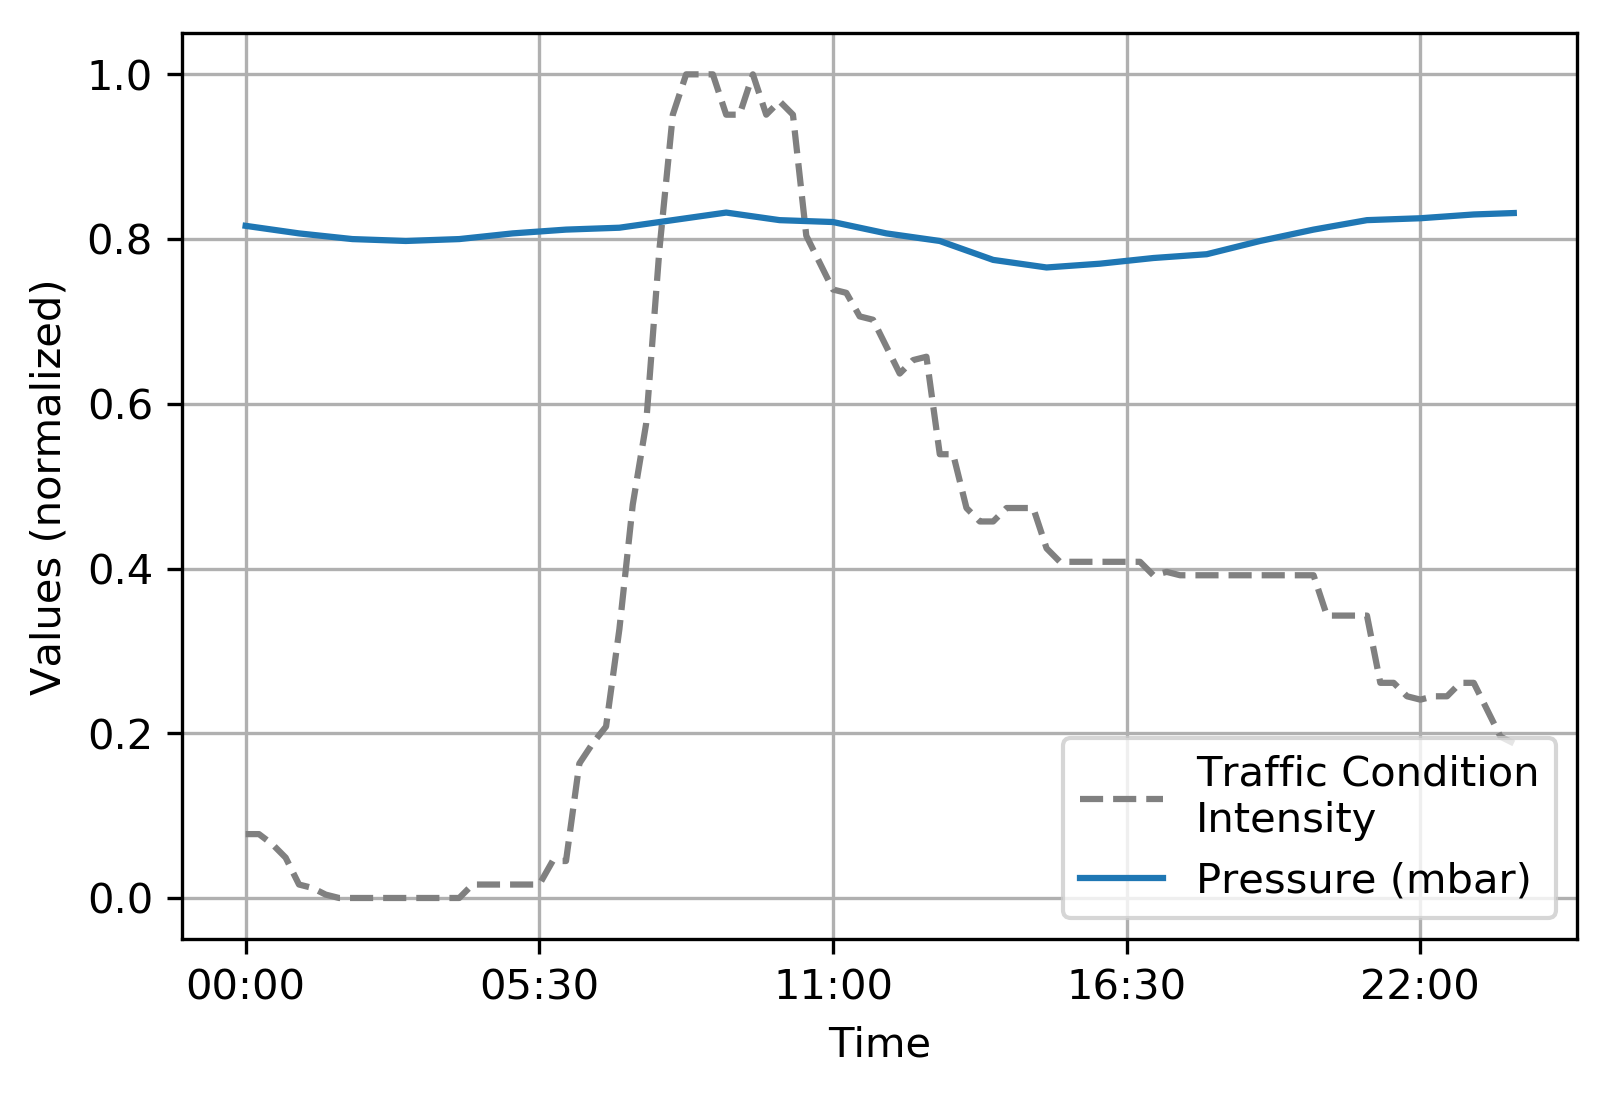 1.0
0.8
0.6
0.4
0.2
0.0
Values (normalized)
00:00 05:30 11:00 16:30 22:00
Time
Traffic Condition
Intensity
Pressure (mbar)